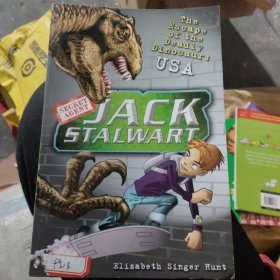 The Escape
of the
Deadly
Dinosaur:
USA
SECRET
AGENT
JACK
STALWART
Elizabeth Singer Hunt